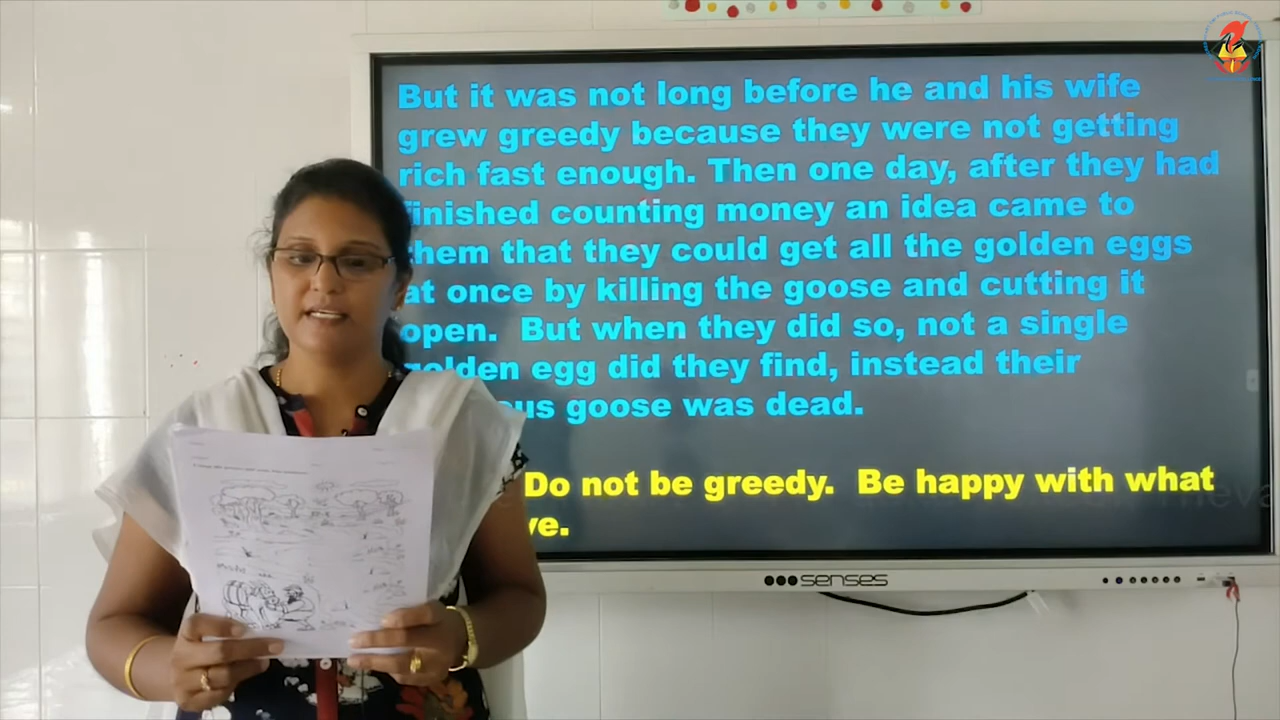 But it was not long before he and his wife
grew greedy because they were not getting
rich fast enough. Then one day, after they had
finished counting money an idea came to
them that they could get all the golden eggs
at once by killing the goose and cutting it
open. But when they did so, not a single
golden egg did they find, instead their
goose was dead.
Do not be greedy. Be happy with what
senses